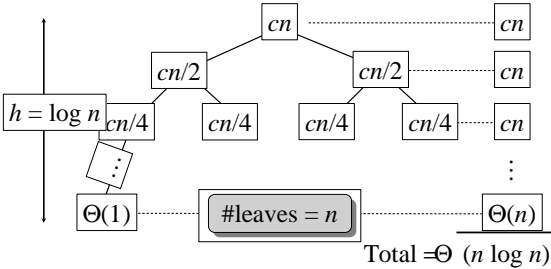 cn cn
cn/2 cn/2 cn
h = log n cn/4 cn/4 cn/4 cn/4 cn
⋮ ⋮
Θ(1) #leaves = n Θ(n)
Total =Θ (n log n)